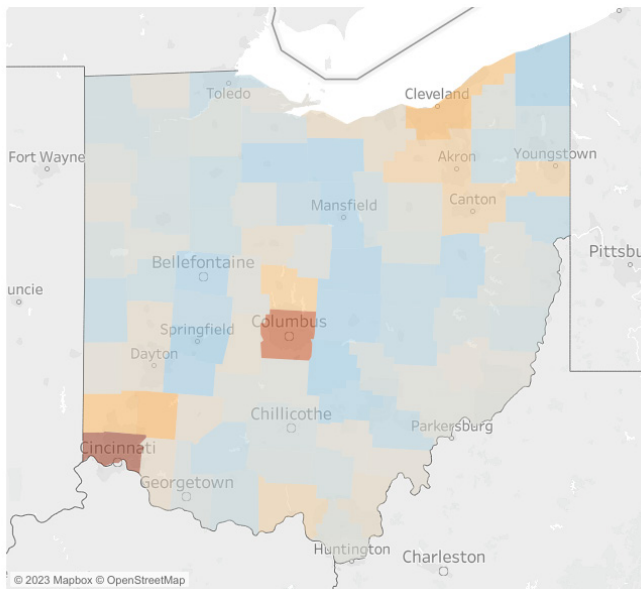 Toledo
Cleveland
Fort Wayne
Akron
Youngstown
Canton
Mansfield
Pittsbu
Bellefontaine
uncie
Columbus
Springfield
Dayton
Chillicothe
Parkersburg
Cincinnati
Georgetown
Huntington
Charleston
© 2023 Mapbox © OpenStreetMap